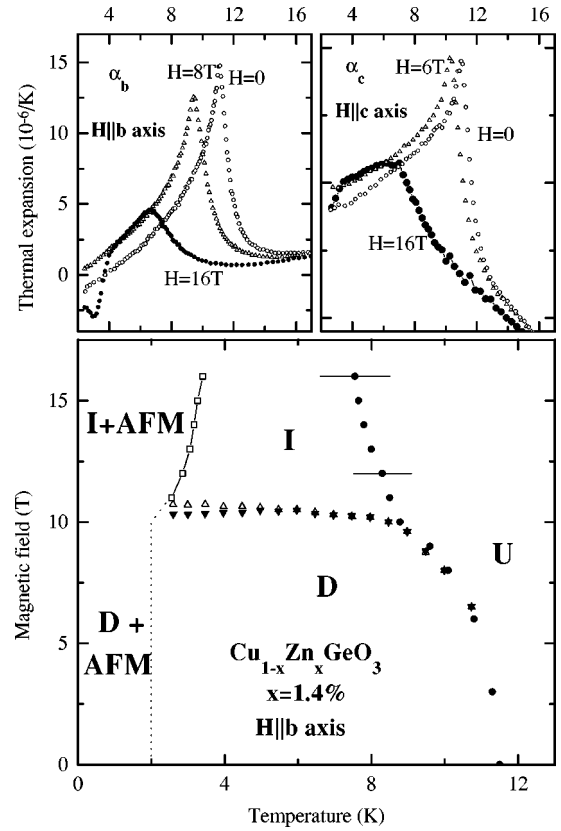 4 8 12 16
4 8 12 16
Thermal expansion (10⁻⁶/K)
15
10
5
0
α_b
H=8T
H=0
H||b axis
H=16T
α_c
H=6T
H||c axis
H=0
H=16T
Magnetic field (T)
15
10
5
0
I+AFM
I
U
D
D +
AFM
Cu₁₋ₓZnₓGeO₃
x=1.4%
H||b axis
0 4 8 12
Temperature (K)